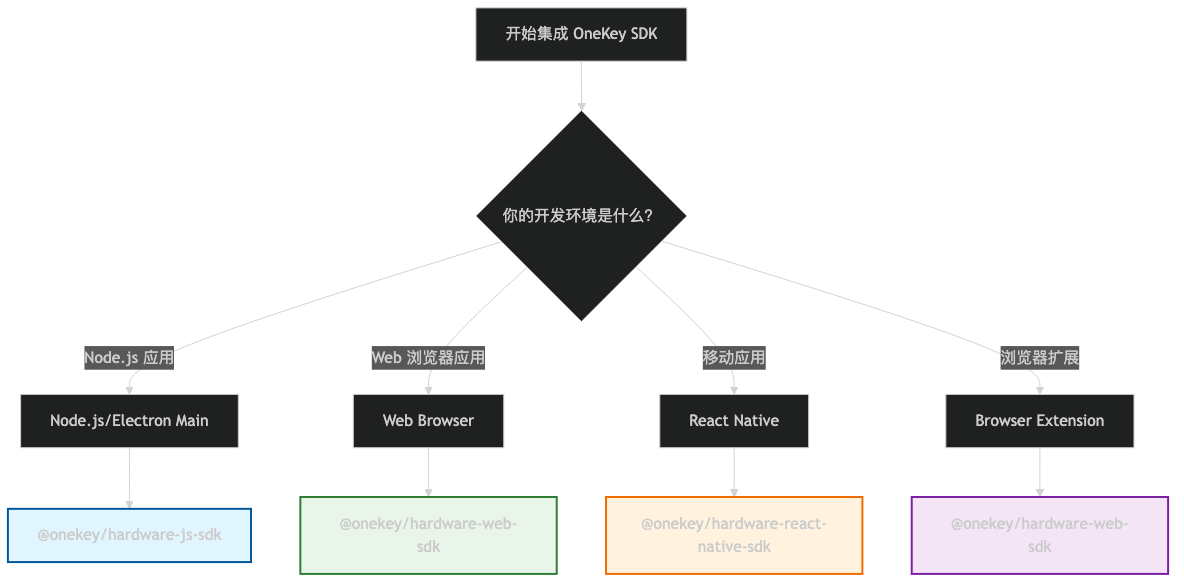 开始集成 OneKey SDK
你的开发环境是什么?
Node.js 应用
Web 浏览器应用
移动应用
浏览器扩展
Node.js/Electron Main
Web Browser
React Native
Browser Extension
@onekey/hardware-js-sdk
@onekey/hardware-web-
sdk
@onekey/hardware-react-
native-sdk
@onekey/hardware-web-
sdk